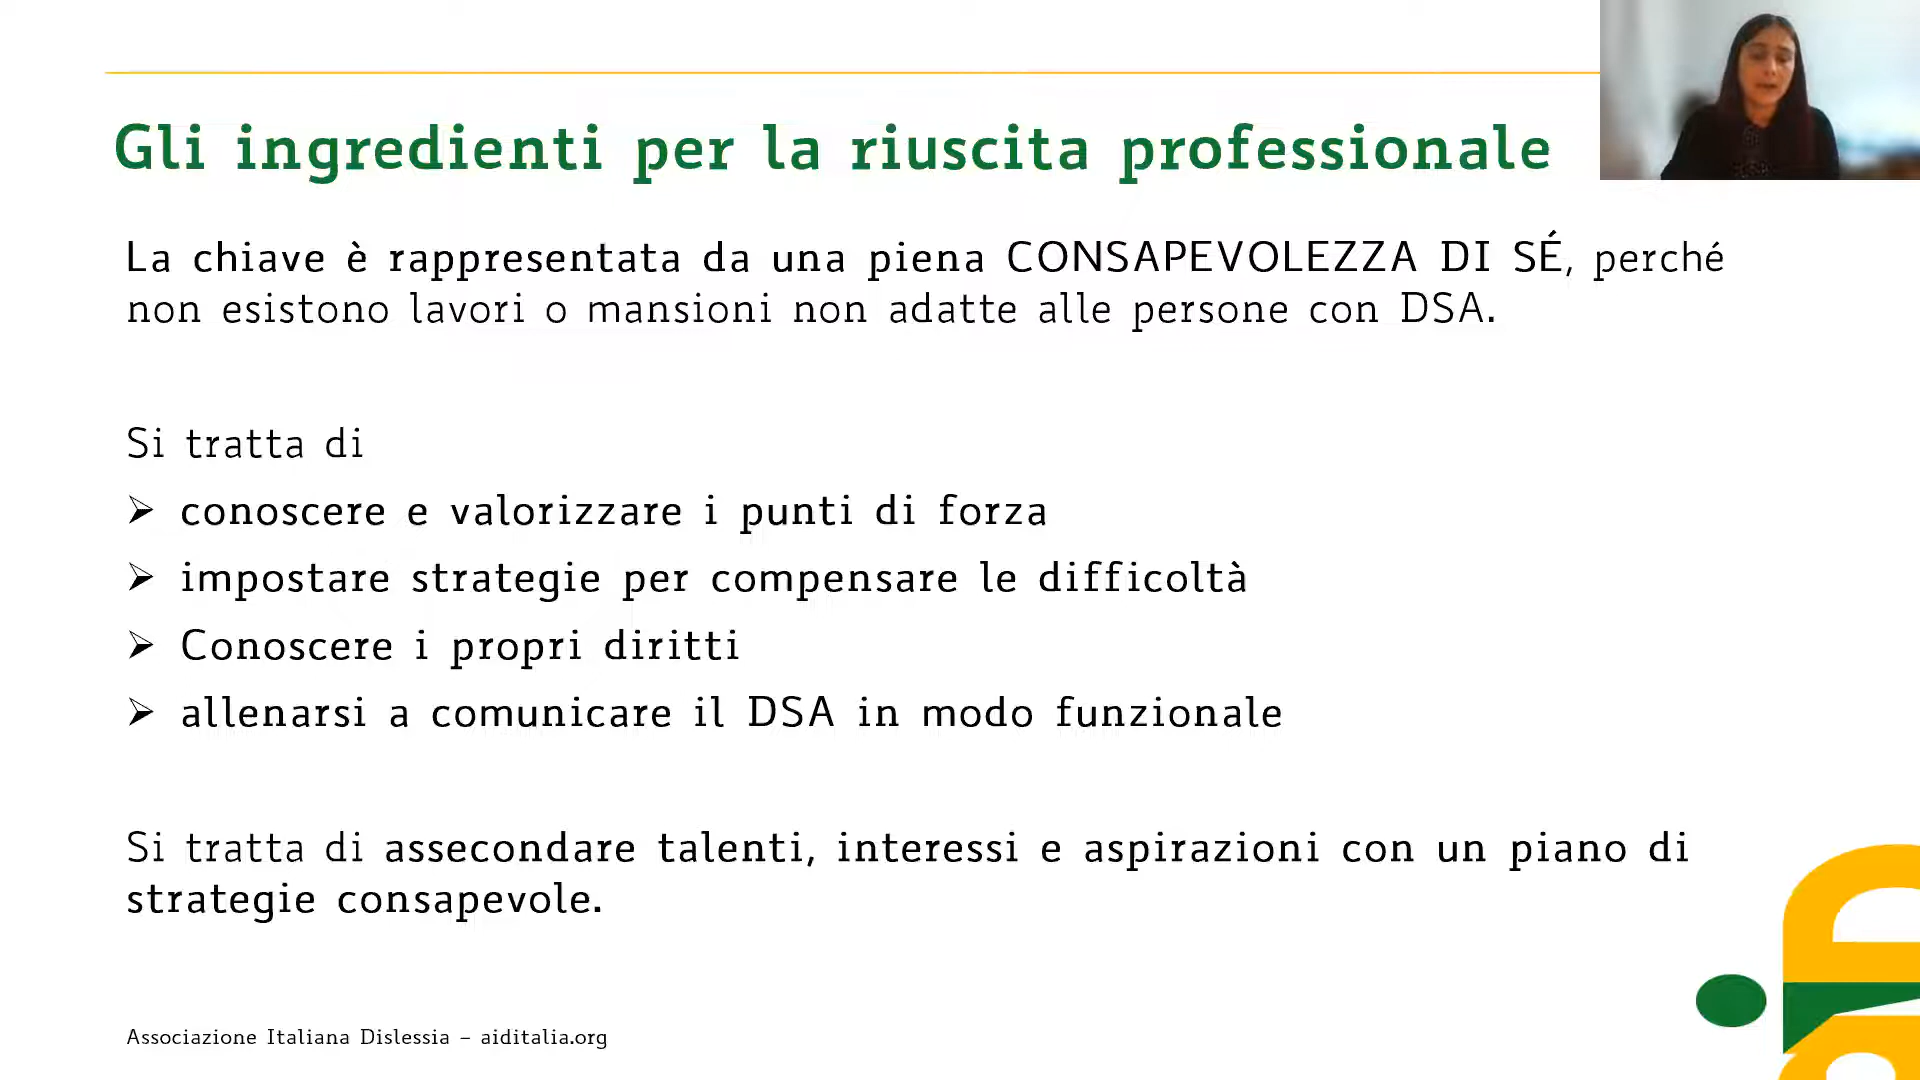 Gli ingredienti per la riuscita professionale
La chiave è rappresentata da una piena CONSAPEVOLEZZA DI SÉ, perché
non esistono lavori o mansioni non adatte alle persone con DSA.
Si tratta di
➢ conoscere e valorizzare i punti di forza
➢ impostare strategie per compensare le difficoltà
➢ Conoscere i propri diritti
➢ allenarsi a comunicare il DSA in modo funzionale
Si tratta di assecondare talenti, interessi e aspirazioni con un piano di
strategie consapevole.
Associazione Italiana Dislessia – aiditalia.org